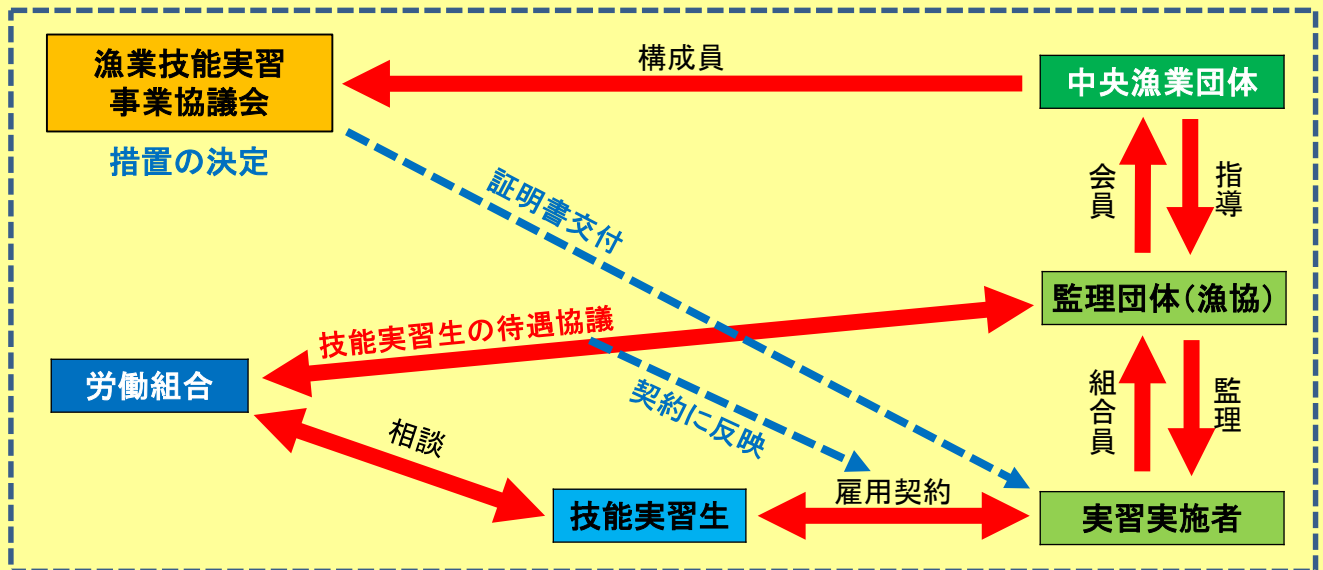 漁業技能実習
事業協議会
構成員
中央漁業団体
措置の決定
証明書交付
会員
指導
監理団体（漁協）
技能実習生の待遇協議
労働組合
契約に反映
組合員
監理
相談
雇用契約
技能実習生
実習実施者